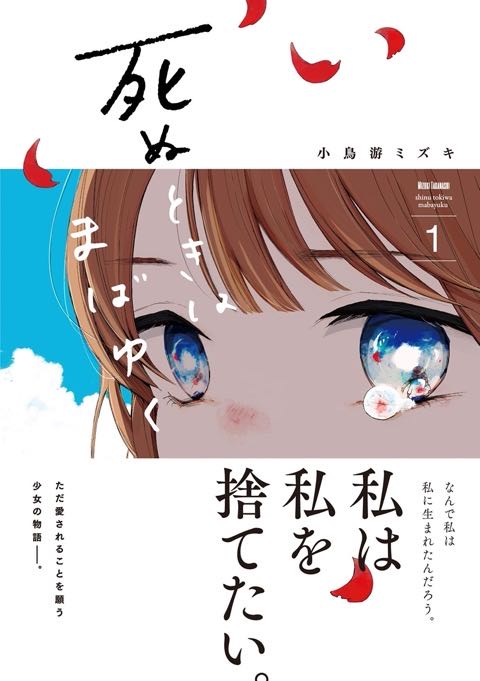 死ぬ
ときは
まばゆく
小鳥游ミズキ
MIZUKI TAKANASHI
shinu tokiwa
mabayuku
1
なんで私は
私に生まれたんだろう。
私は
私を
捨てたい。
ただ愛されることを願う
少女の物語──。